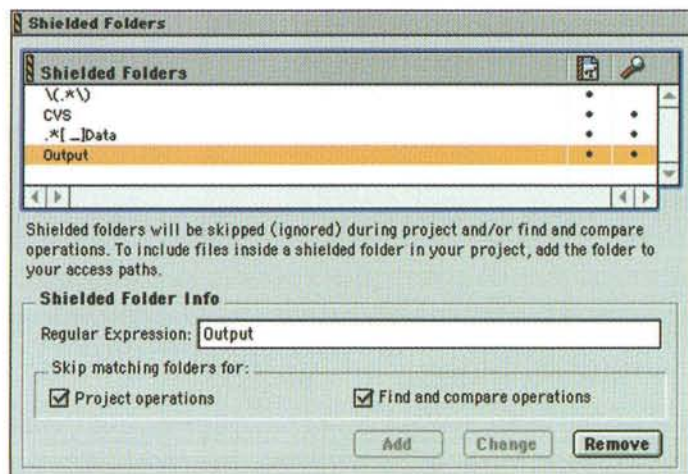 Shielded Folders
Shielded Folders
\(.*\)
CVS
.*[ _]Data
Output
Shielded folders will be skipped (ignored) during project and/or find and compare
operations. To include files inside a shielded folder in your project, add the folder to
your access paths.
Shielded Folder Info
Regular Expression: Output
Skip matching folders for:
Project operations
Find and compare operations
Add
Change
Remove